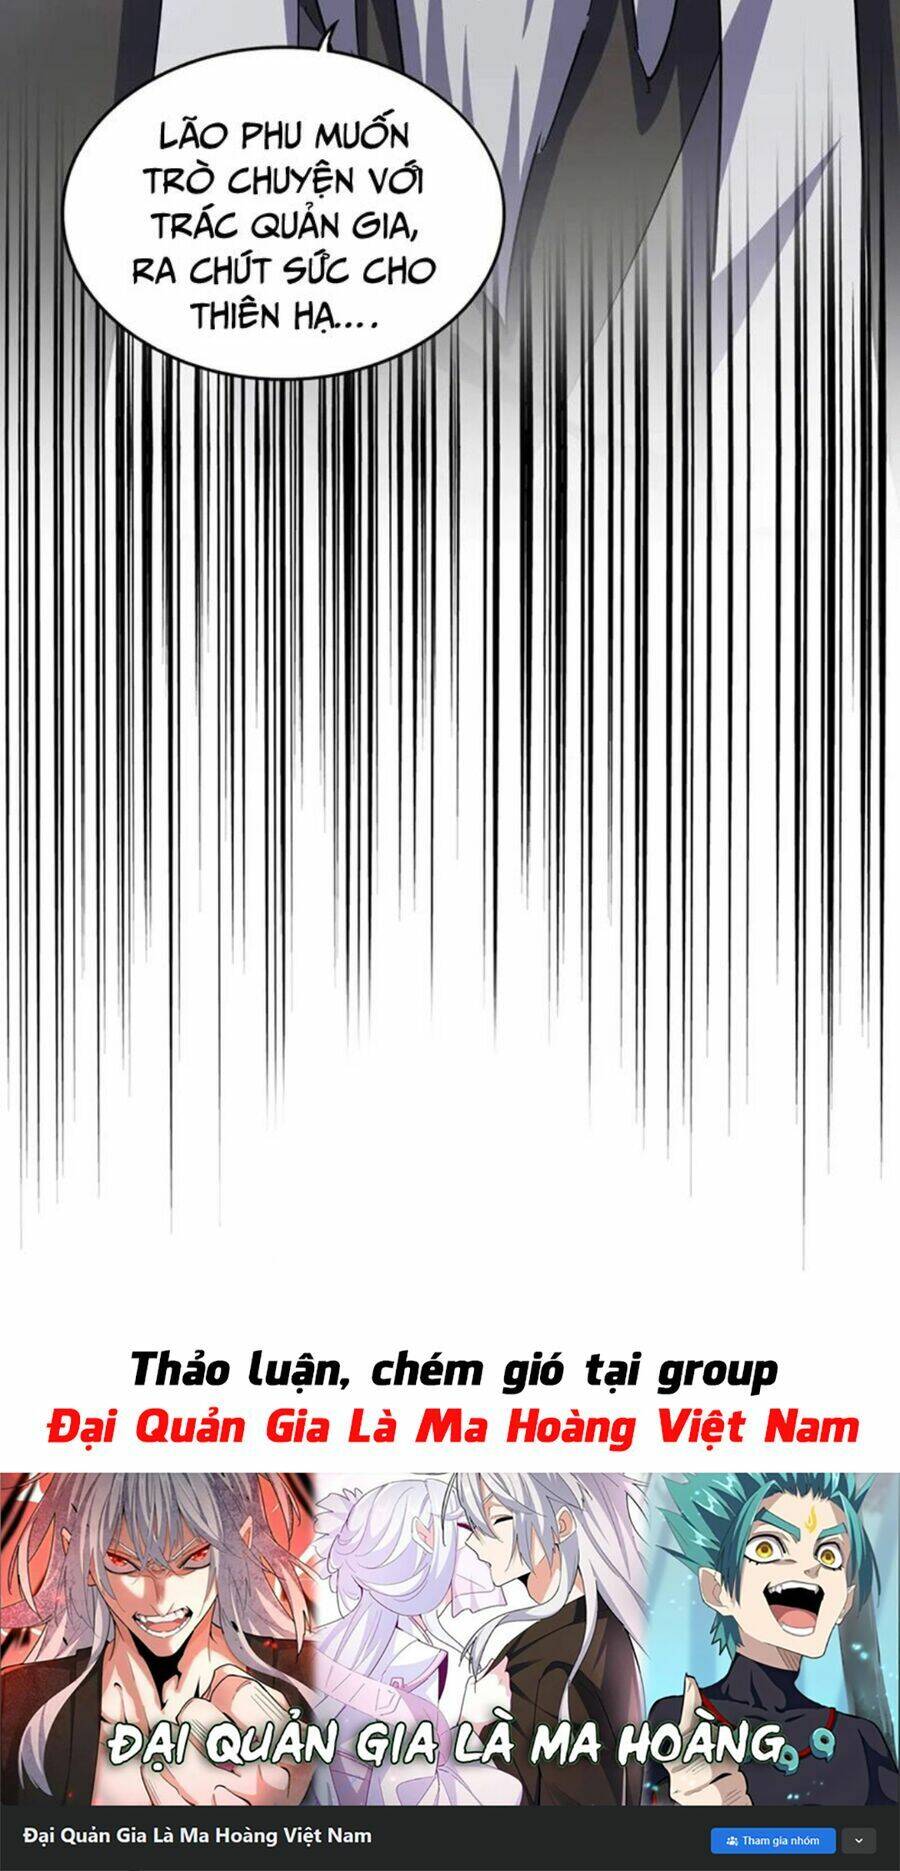 LÃO PHU MUỐN
TRÒ CHUYỆN VỚI
TRÁC QUẢN GIA,
RA CHÚT SỨC CHO
THIÊN HẠ....
Thảo luận, chém gió tại group
Đại Quản Gia Là Ma Hoàng Việt Nam
ĐẠI QUẢN GIA LÀ MA HOÀNG
Đại Quản Gia Là Ma Hoàng Việt Nam
Tham gia nhóm